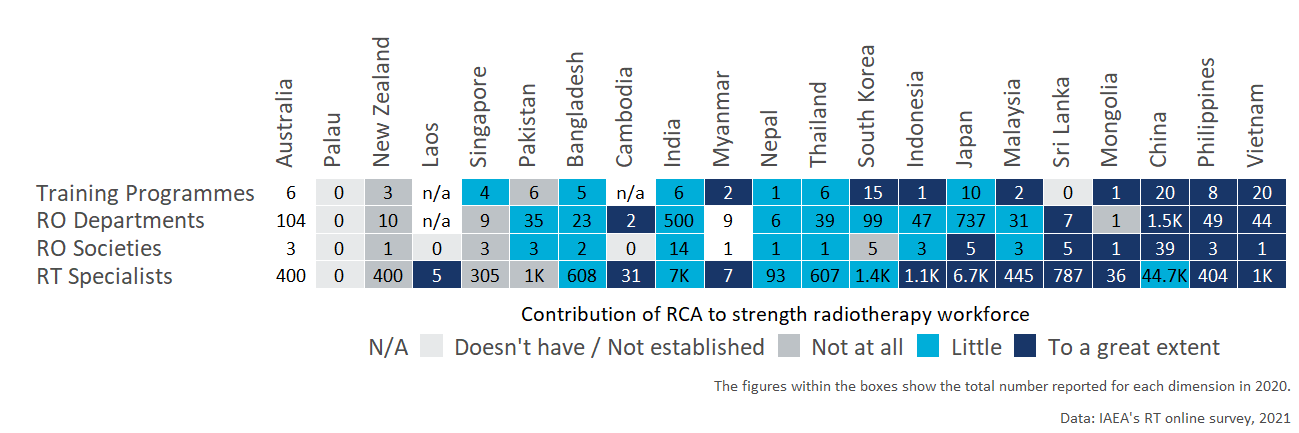 Australia Palau New Zealand Laos Singapore Pakistan Bangladesh Cambodia India Myanmar Nepal Thailand South Korea Indonesia Japan Malaysia Sri Lanka Mongolia China Philippines Vietnam
Training Programmes 6 0 3 n/a 4 6 5 n/a 6 2 1 6 15 1 10 2 0 1 20 8 20
RO Departments 104 0 10 n/a 9 35 23 2 500 9 6 39 99 47 737 31 7 1 1.5K 49 44
RO Societies 3 0 1 0 3 3 2 0 14 1 1 1 5 3 5 3 5 1 39 3 1
RT Specialists 400 0 400 5 305 1K 608 31 7K 7 93 607 1.4K 1.1K 6.7K 445 787 36 44.7K 404 1K
Contribution of RCA to strength radiotherapy workforce
N/A Doesn't have / Not established Not at all Little To a great extent
The figures within the boxes show the total number reported for each dimension in 2020.
Data: IAEA's RT online survey, 2021